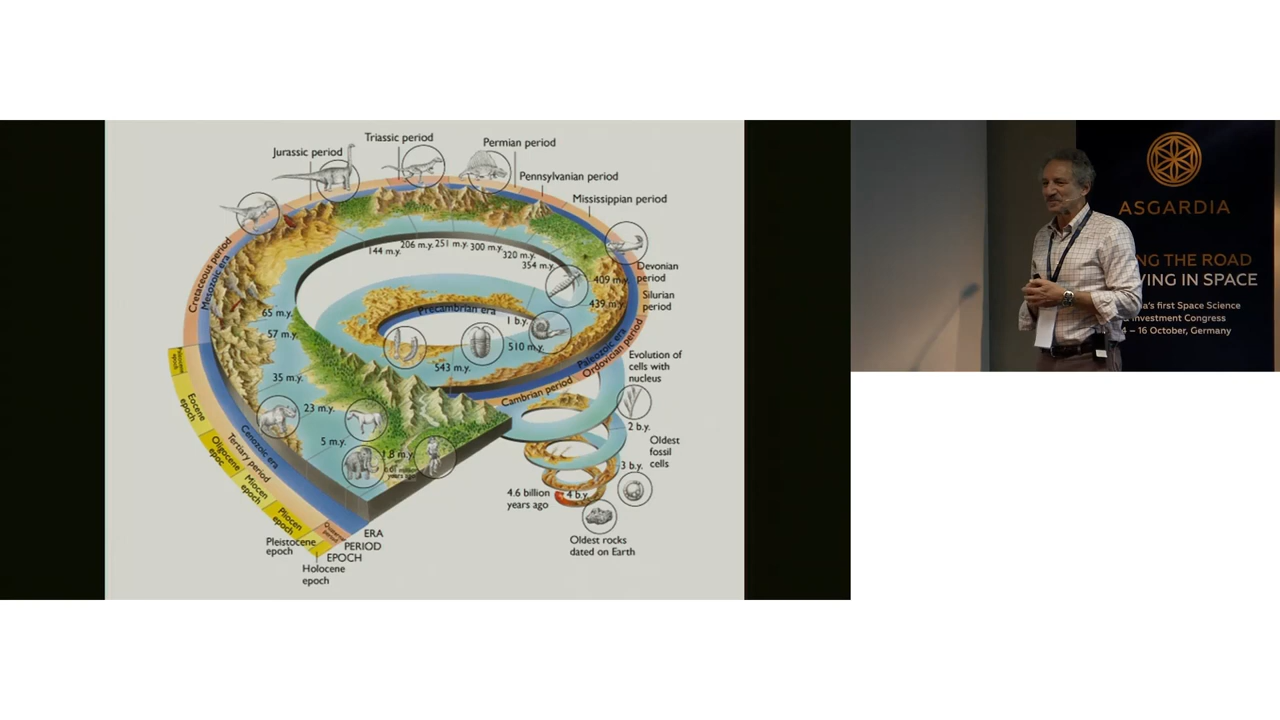 Triassic period
Permian period
Jurassic period
Pennsylvanian period
Mississippian period
144 m.y.
206 m.y.
251 m.y.
300 m.y.
320 m.y.
354 m.y.
409 m.y.
439 m.y.
Devonian
period
Silurian
period
Cretaceous period
Mesozoic era
65 m.y.
57 m.y.
35 m.y.
23 m.y.
5 m.y.
1.8 m.y.
Precambrian era
1 b.y.
510 m.y.
543 m.y.
Paleozoic era
Ordovician period
Cambrian period
Evolution of
cells with
nucleus
2 b.y.
Oldest
fossil
cells
3 b.y.
4 b.y.
4.6 billion
years ago
Oldest rocks
dated on Earth
Eocene
epoch
Oligocene
epoc
Miocen
epoch
Pliocen
epoch
Pleistocene
epoch
Holocene
epoch
Cenozoic era
Tertiary period
ERA
PERIOD
EPOCH
ASGARDIA
NG THE ROAD
VING IN SPACE
a's first Space Science
Investment Congress
– 16 October, Germany